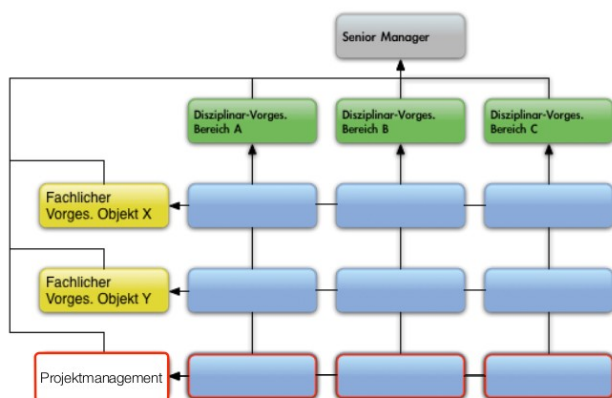 Senior Manager
Disziplinar-Vorges.
Bereich A
Disziplinar-Vorges.
Bereich B
Disziplinar-Vorges.
Bereich C
Fachlicher
Vorges. Objekt X
Fachlicher
Vorges. Objekt Y
Projektmanagement